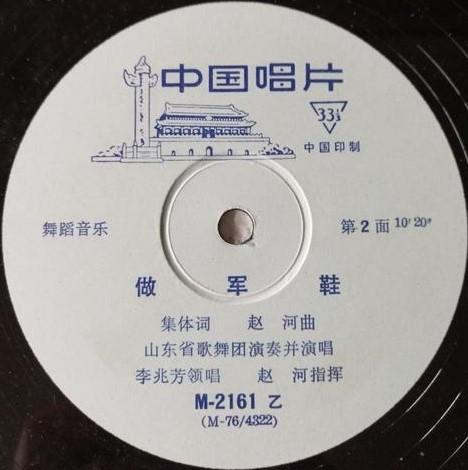 中国唱片
33⅓
中国印制
舞蹈音乐
第2面 10′20″
做军鞋
集体词 赵河曲
山东省歌舞团演奏并演唱
李兆芳领唱 赵河指挥
M-2161 乙
(M-76/4322)